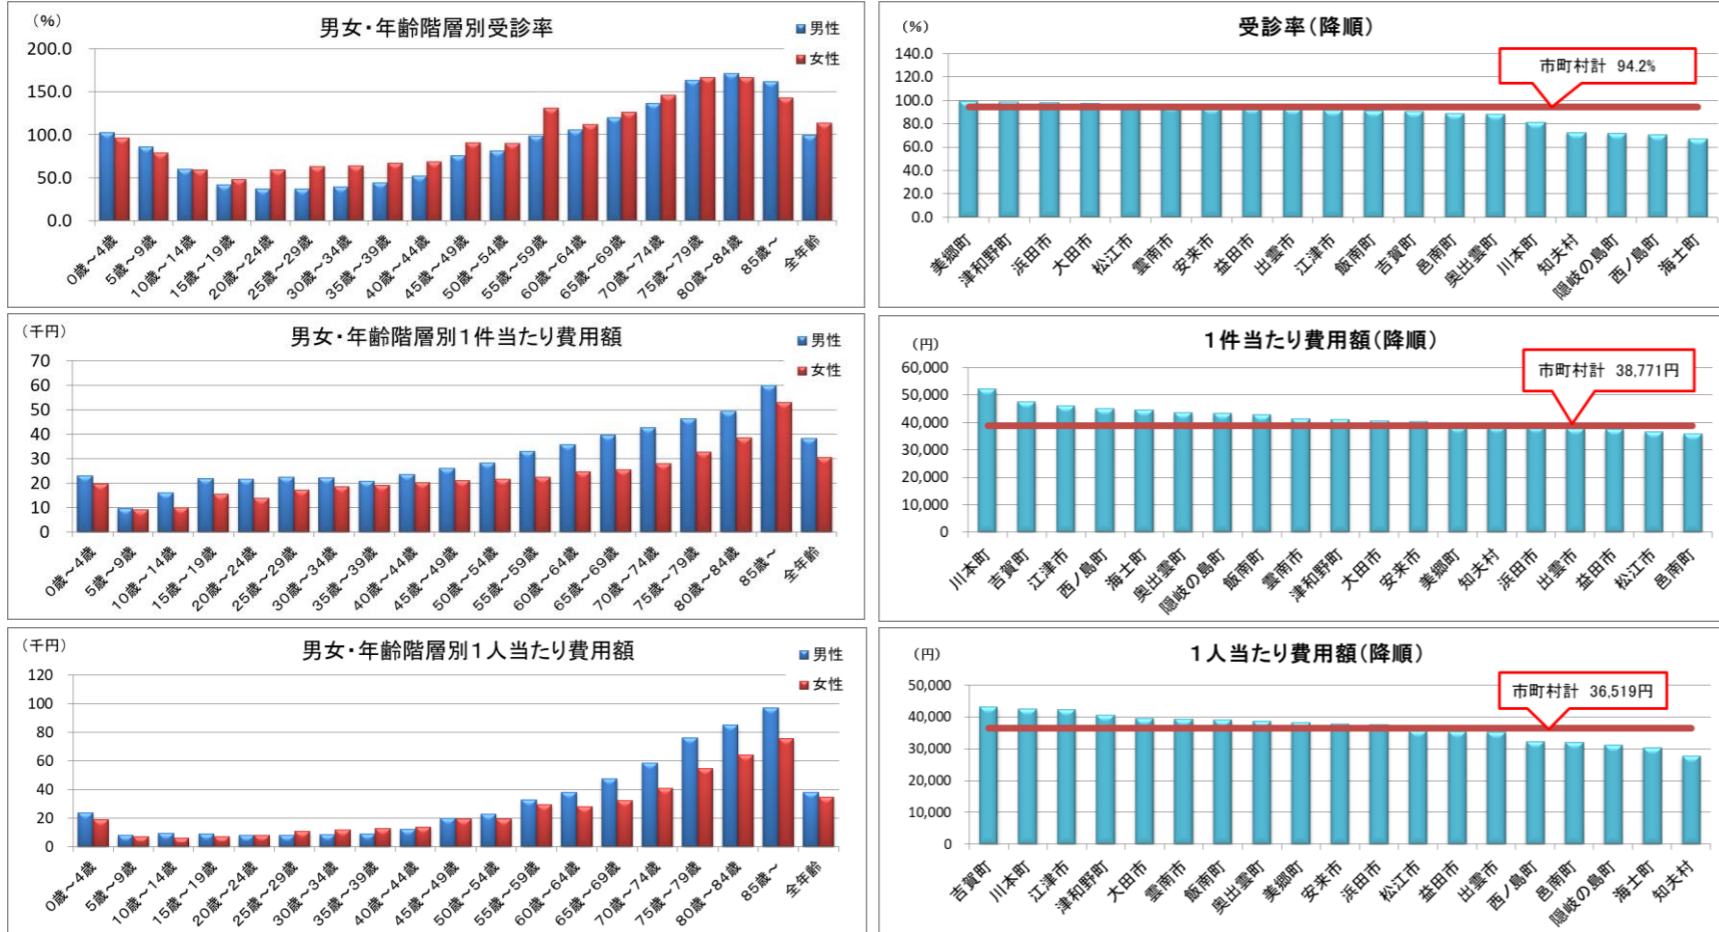 男女・年齢階層別受診率
（%）
男性
女性
200.0
150.0
100.0
50.0
0.0
0歳～4歳
5歳～9歳
10歳～14歳
15歳～19歳
20歳～24歳
25歳～29歳
30歳～34歳
35歳～39歳
40歳～44歳
45歳～49歳
50歳～54歳
55歳～59歳
60歳～64歳
65歳～69歳
70歳～74歳
75歳～79歳
80歳～84歳
85歳～
全年齢
受診率（降順）
（%）
市町村計 94.2%
140.0
120.0
100.0
80.0
60.0
40.0
20.0
0.0
美郷町
津和野町
浜田市
大田市
松江市
雲南市
安来市
益田市
出雲市
江津市
飯南町
吉賀町
邑南町
奥出雲町
川本町
知夫村
隠岐の島町
西ノ島町
海士町
男女・年齢階層別1件当たり費用額
（千円）
男性
女性
70
60
50
40
30
20
10
0
0歳～4歳
5歳～9歳
10歳～14歳
15歳～19歳
20歳～24歳
25歳～29歳
30歳～34歳
35歳～39歳
40歳～44歳
45歳～49歳
50歳～54歳
55歳～59歳
60歳～64歳
65歳～69歳
70歳～74歳
75歳～79歳
80歳～84歳
85歳～
全年齢
1件当たり費用額（降順）
（円）
市町村計 38,771円
60,000
50,000
40,000
30,000
20,000
10,000
0
川本町
吉賀町
江津市
西ノ島町
海士町
奥出雲町
隠岐の島町
飯南町
雲南市
津和野町
大田市
安来市
美郷町
知夫村
浜田市
出雲市
益田市
松江市
邑南町
男女・年齢階層別1人当たり費用額
（千円）
男性
女性
120
100
80
60
40
20
0
0歳～4歳
5歳～9歳
10歳～14歳
15歳～19歳
20歳～24歳
25歳～29歳
30歳～34歳
35歳～39歳
40歳～44歳
45歳～49歳
50歳～54歳
55歳～59歳
60歳～64歳
65歳～69歳
70歳～74歳
75歳～79歳
80歳～84歳
85歳～
全年齢
1人当たり費用額（降順）
（円）
市町村計 36,519円
50,000
40,000
30,000
20,000
10,000
0
吉賀町
川本町
江津市
津和野町
大田市
雲南市
飯南町
奥出雲町
美郷町
安来市
浜田市
松江市
益田市
出雲市
西ノ島町
邑南町
隠岐の島町
海士町
知夫村